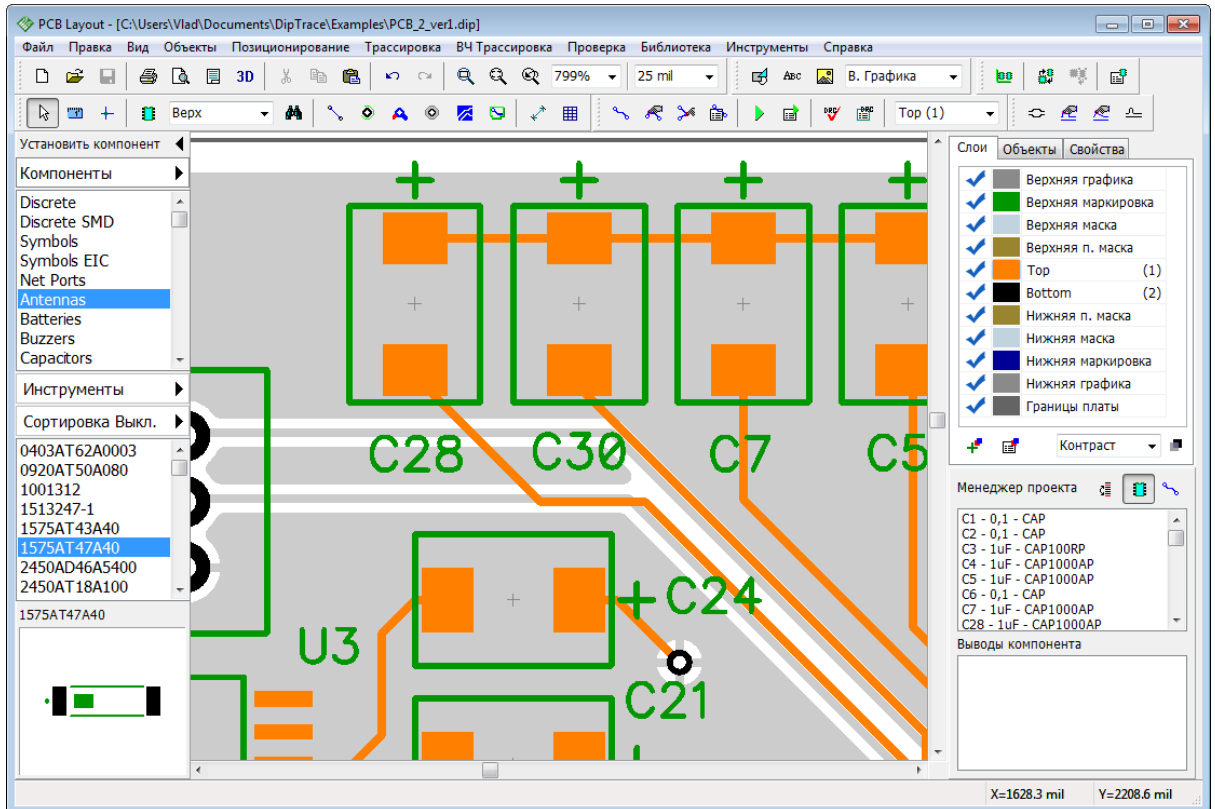 PCB Layout - [C:\Users\Vlad\Documents\DipTrace\Examples\PCB_2_ver1.dip]
Файл Правка Вид Объекты Позиционирование Трассировка ВЧ Трассировка Проверка Библиотека Инструменты Справка
3D 799% 25 mil ABC В. Графика
Верх DRC DRC Top (1)
Установить компонент
Компоненты
Discrete
Discrete SMD
Symbols
Symbols EIC
Net Ports
Antennas
Batteries
Buzzers
Capacitors
Инструменты
Сортировка Выкл.
0403AT62A0003
0920AT50A080
1001312
1513247-1
1575AT43A40
1575AT47A40
2450AD46A5400
2450AT18A100
1575AT47A40
+ + + +
C28 C30 C7 C5
+ C24
U3
C21
Слои Объекты Свойства
Верхняя графика
Верхняя маркировка
Верхняя маска
Верхняя п. маска
Top (1)
Bottom (2)
Нижняя п. маска
Нижняя маска
Нижняя маркировка
Нижняя графика
Границы платы
Контраст
Менеджер проекта
C1 - 0,1 - CAP
C2 - 0,1 - CAP
C3 - 1uF - CAP100RP
C4 - 1uF - CAP1000AP
C5 - 1uF - CAP1000AP
C6 - 0,1 - CAP
C7 - 1uF - CAP1000AP
C28 - 1uF - CAP1000AP
Выводы компонента
X=1628.3 mil Y=2208.6 mil